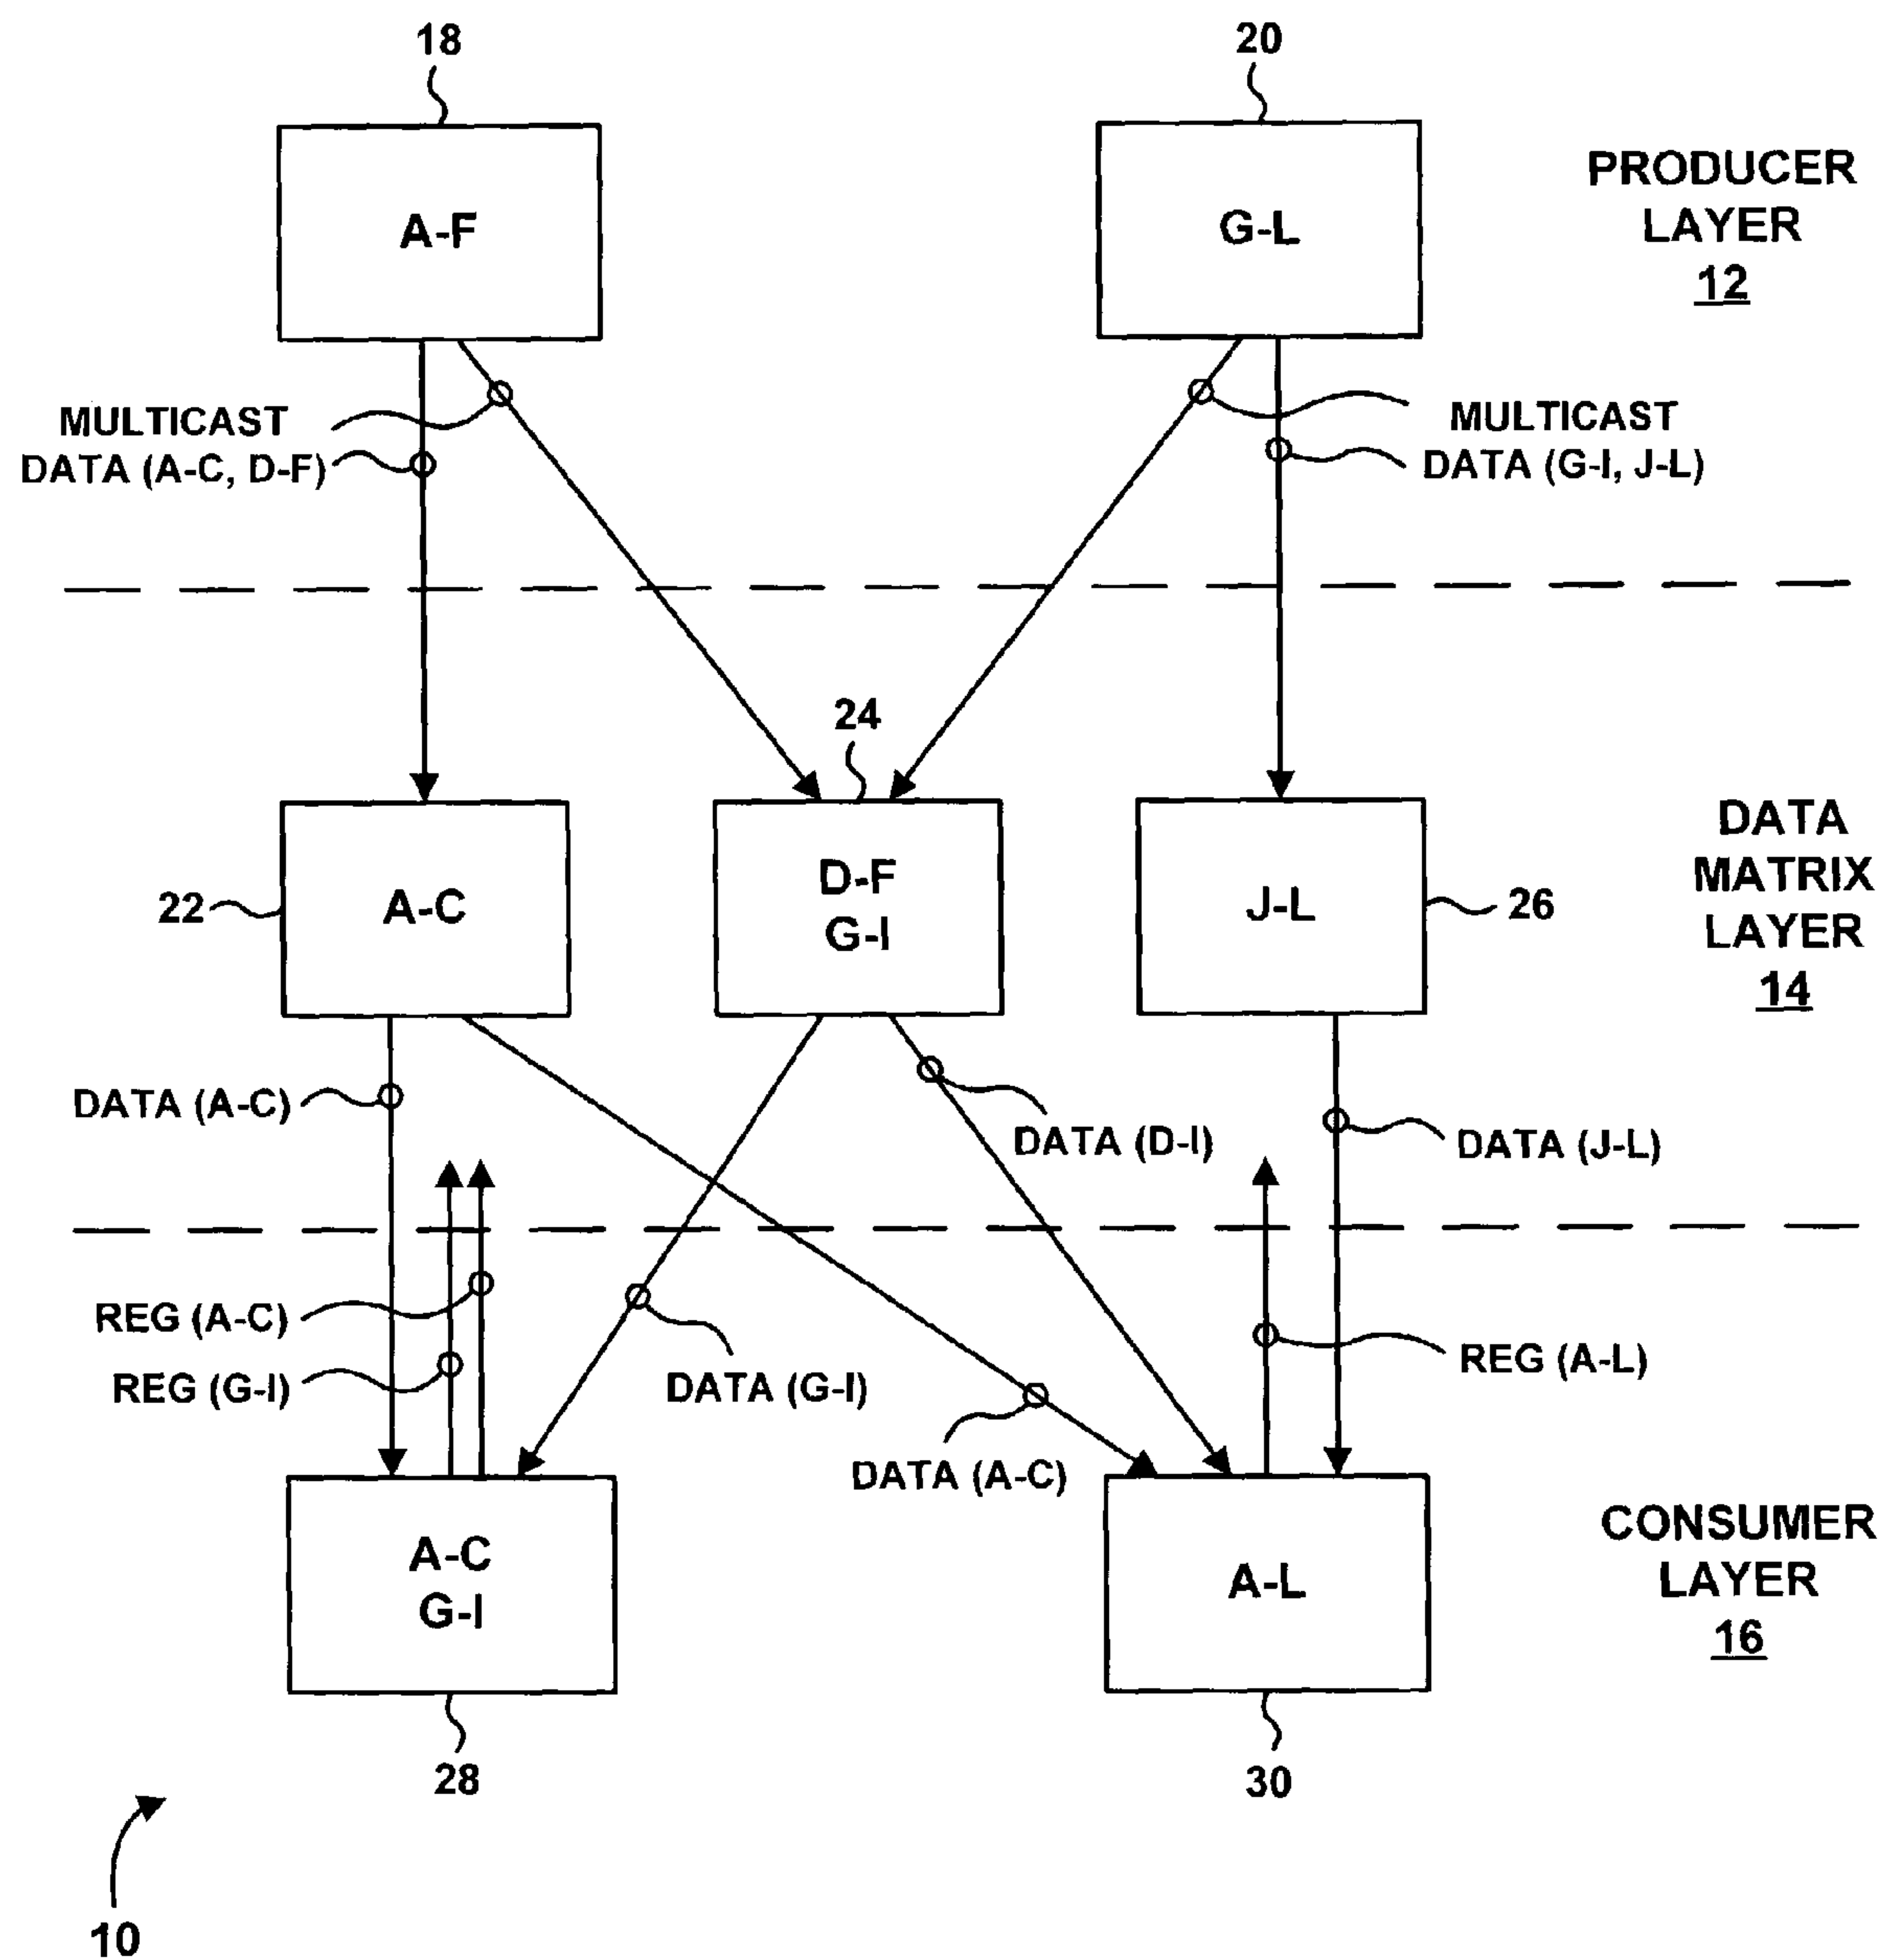 18
20
A-F
G-L
PRODUCER
LAYER
12
MULTICAST
DATA (A-C, D-F)
MULTICAST
DATA (G-I, J-L)
24
22
A-C
D-F
G-I
J-L
26
DATA
MATRIX
LAYER
14
DATA (A-C)
DATA (D-I)
DATA (J-L)
REG (A-C)
REG (G-I)
DATA (G-I)
DATA (A-C)
REG (A-L)
A-C
G-I
A-L
CONSUMER
LAYER
16
28
30
10